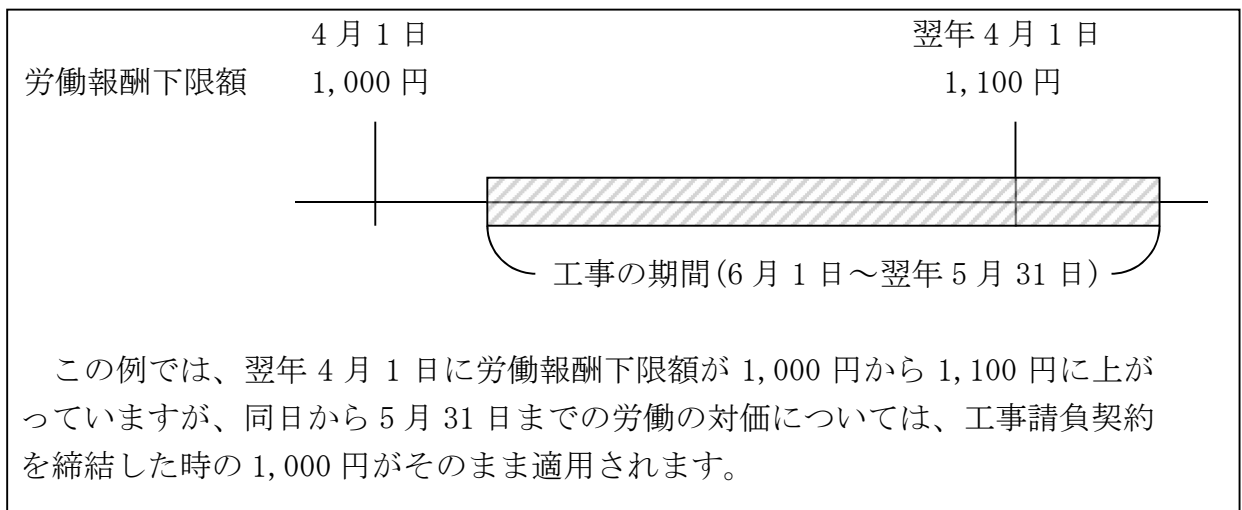 4月1日 翌年4月1日
労働報酬下限額 1,000円 1,100円
工事の期間(6月1日～翌年5月31日)
この例では、翌年4月1日に労働報酬下限額が1,000円から1,100円に上が
っていますが、同日から5月31日までの労働の対価については、工事請負契約
を締結した時の1,000円がそのまま適用されます。